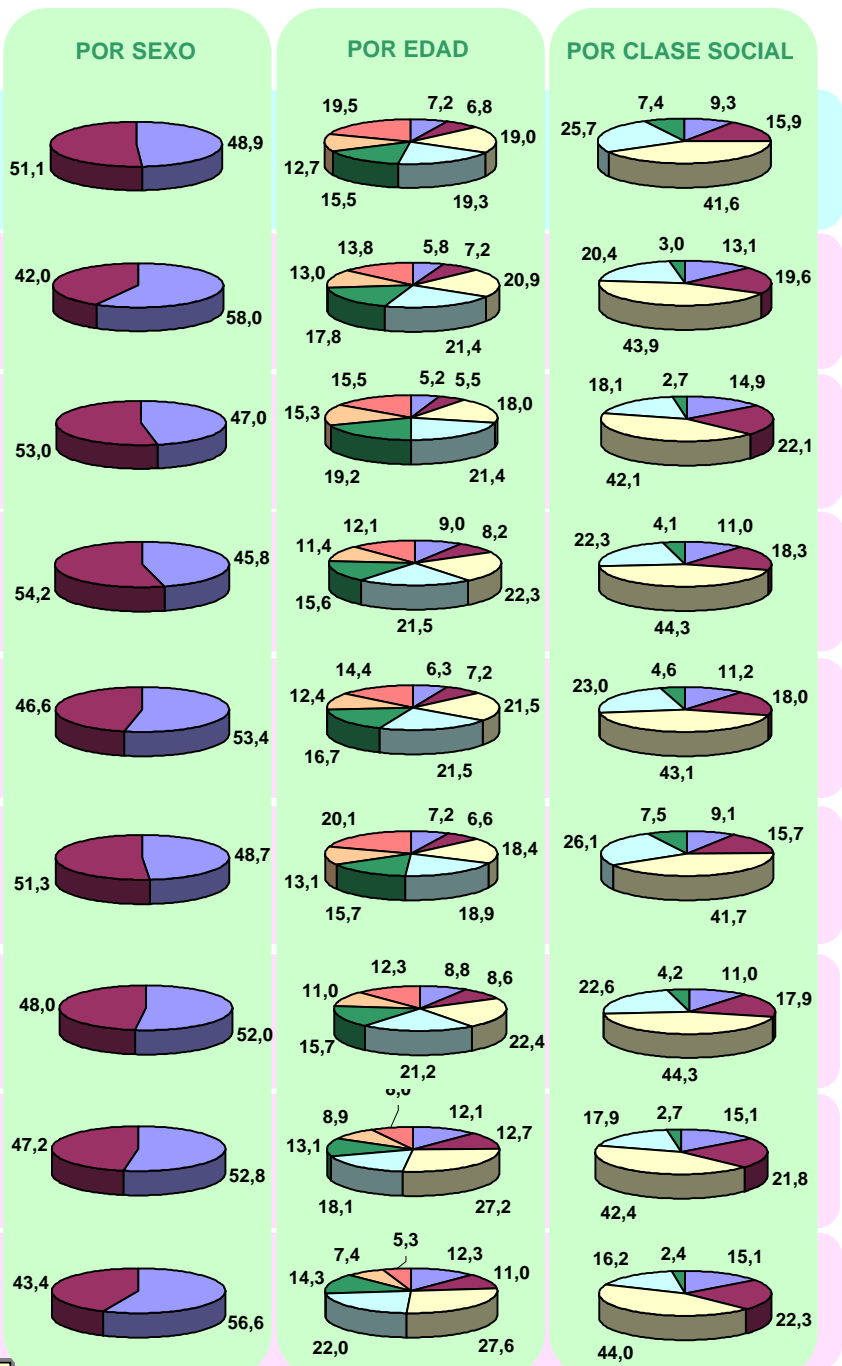 POR SEXO POR EDAD POR CLASE SOCIAL
51,1 48,9 19,5 7,2 6,8 19,0 19,3 15,5 12,7 25,7 7,4 9,3 15,9 41,6
42,0 58,0 13,8 5,8 7,2 20,9 21,4 17,8 13,0 20,4 3,0 13,1 19,6 43,9
53,0 47,0 15,5 5,2 5,5 18,0 21,4 19,2 15,3 18,1 2,7 14,9 22,1 42,1
54,2 45,8 12,1 9,0 8,2 22,3 21,5 15,6 11,4 22,3 4,1 11,0 18,3 44,3
46,6 53,4 14,4 6,3 7,2 21,5 21,5 16,7 12,4 23,0 4,6 11,2 18,0 43,1
51,3 48,7 20,1 7,2 6,6 18,4 18,9 15,7 13,1 26,1 7,5 9,1 15,7 41,7
48,0 52,0 12,3 8,8 8,6 22,4 21,2 15,7 11,0 22,6 4,2 11,0 17,9 44,3
47,2 52,8 12,1 12,7 27,2 18,1 13,1 8,9 17,9 2,7 15,1 21,8 42,4
43,4 56,6 5,3 12,3 11,0 27,6 22,0 14,3 7,4 16,2 2,4 15,1 22,3 44,0